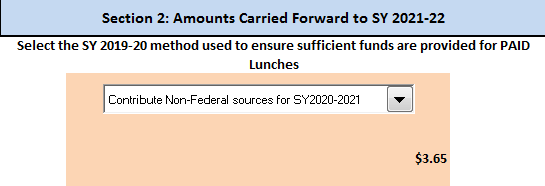 Section 2: Amounts Carried Forward to SY 2021-22
Select the SY 2019-20 method used to ensure sufficient funds are provided for PAID
Lunches
Contribute Non-Federal sources for SY2020-2021
$3.65